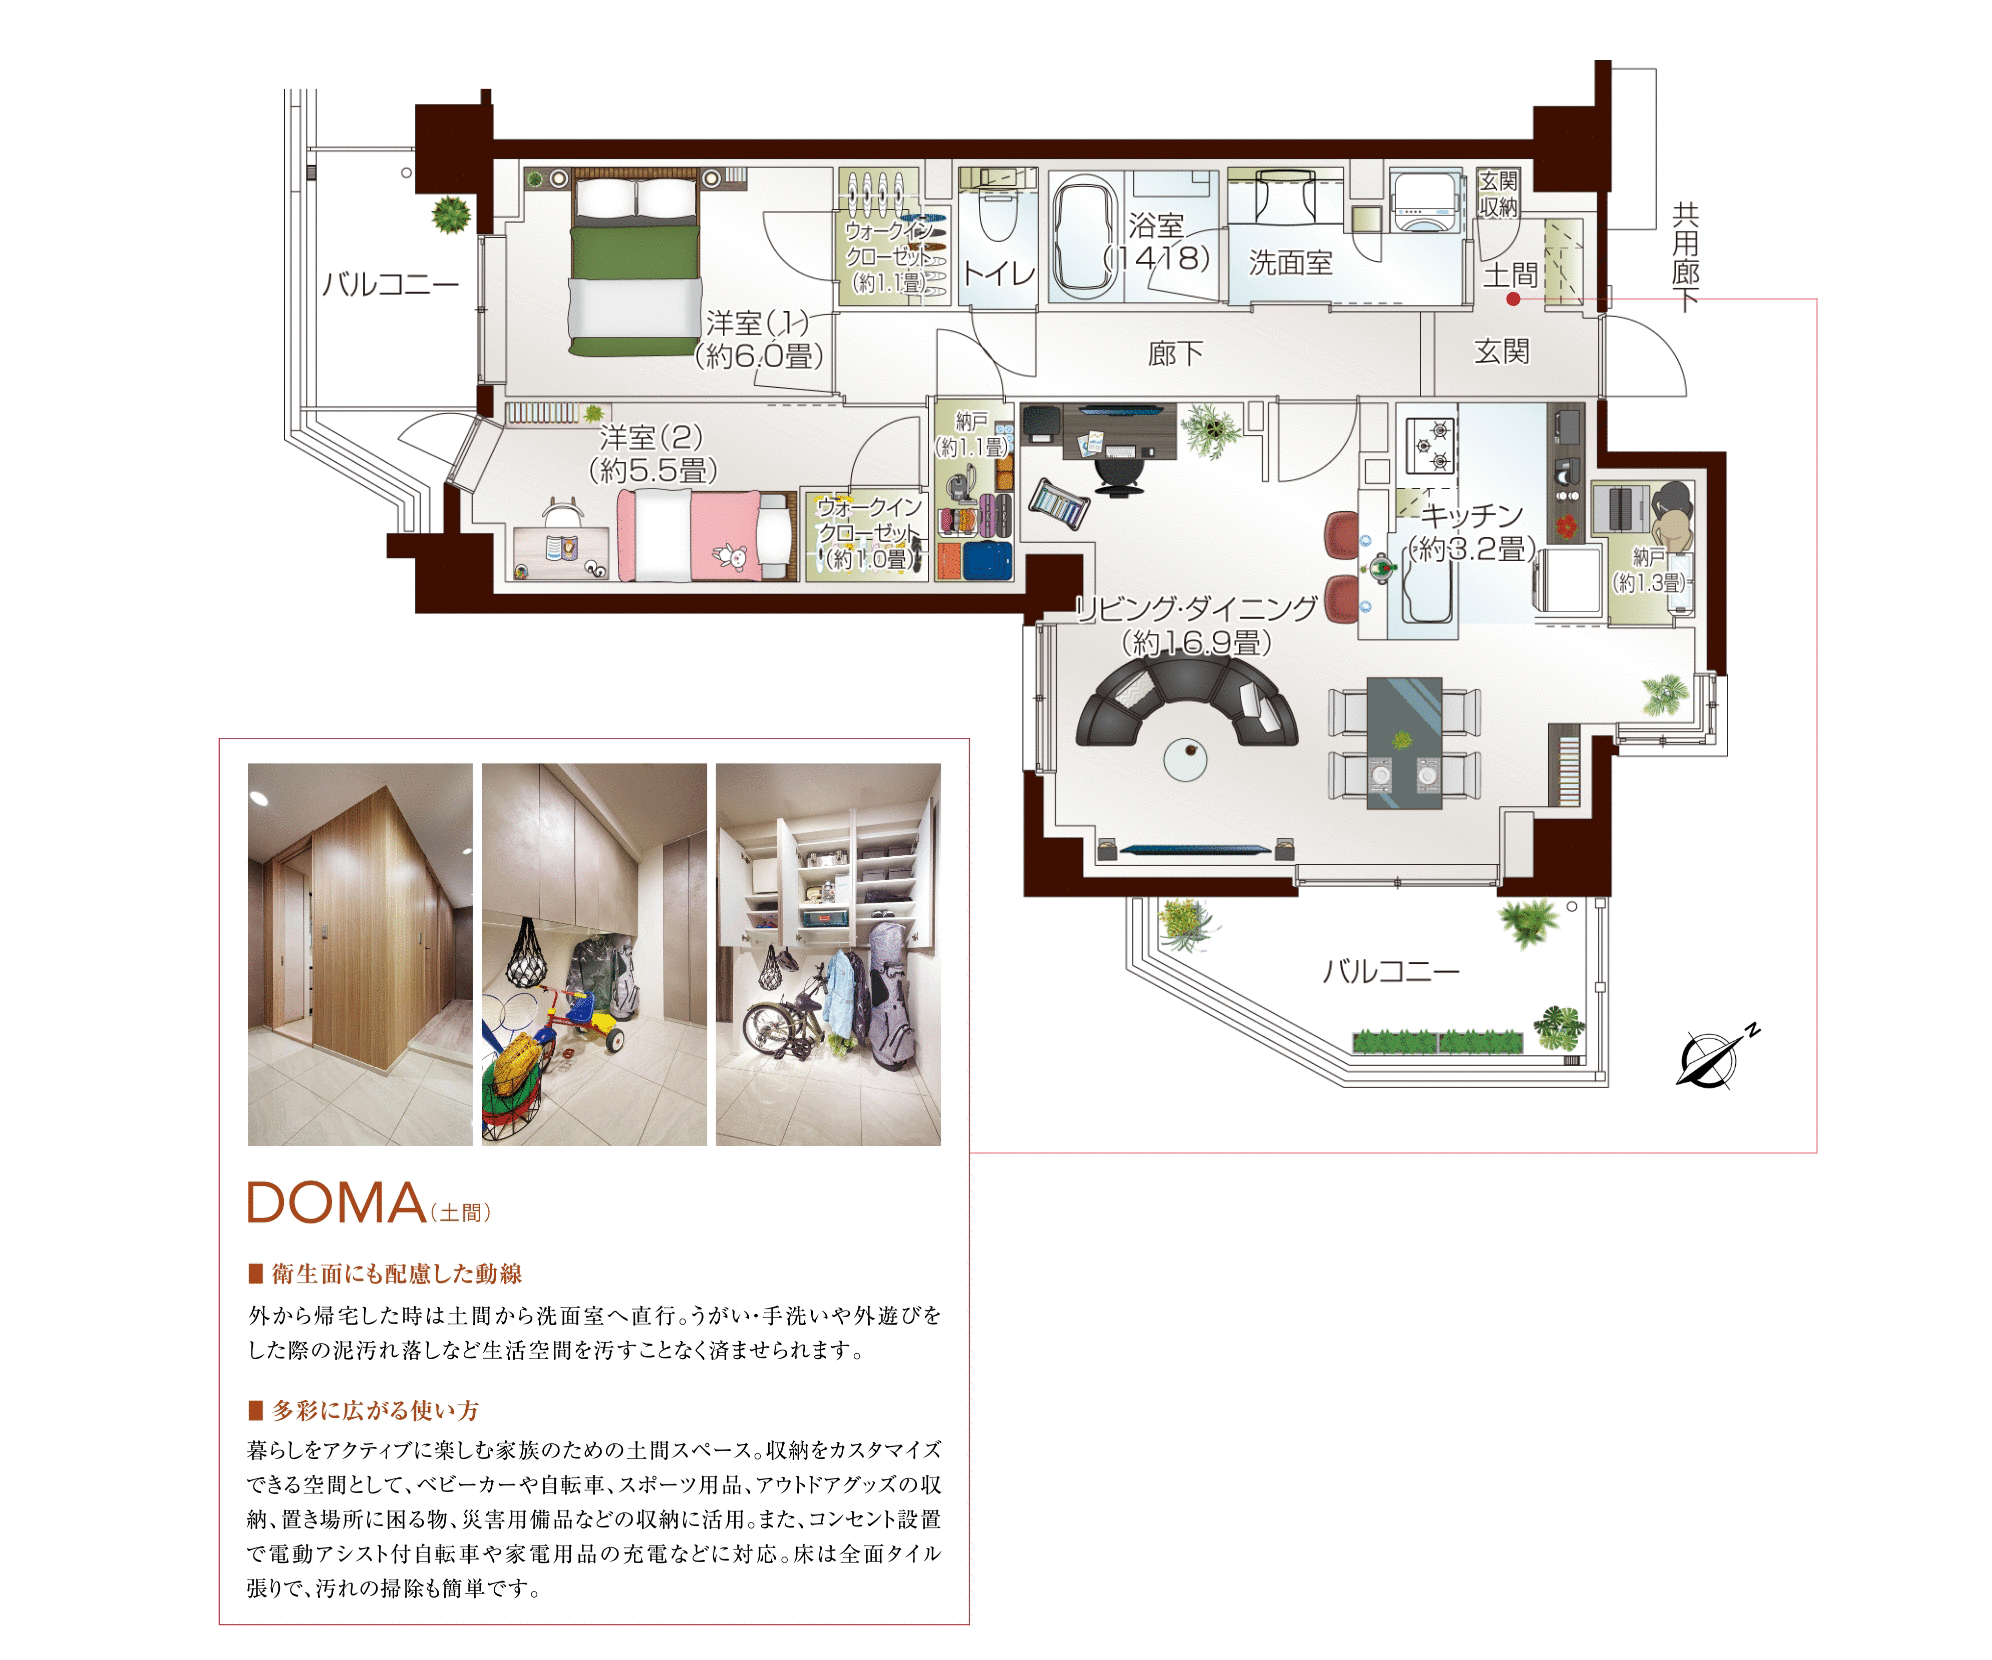 玄関
収納
共用廊下
ウォークイン
クローゼット
(約1.1畳)
トイレ
浴室
(1418)
洗面室
土間
バルコニー
洋室(1)
(約6.0畳)
廊下
玄関
洋室(2)
(約5.5畳)
納戸
(約1.1畳)
ウォークイン
クローゼット
(約1.0畳)
キッチン
(約3.2畳)
納戸
(約1.3畳)
リビング・ダイニング
(約16.9畳)
バルコニー
N
DOMA(土間)
■ 衛生面にも配慮した動線
外から帰宅した時は土間から洗面室へ直行。うがい・手洗いや外遊びを
した際の泥汚れ落しなど生活空間を汚すことなく済ませられます。
■ 多彩に広がる使い方
暮らしをアクティブに楽しむ家族のための土間スペース。収納をカスタマイズ
できる空間として、ベビーカーや自転車、スポーツ用品、アウトドアグッズの収
納、置き場所に困る物、災害用備品などの収納に活用。また、コンセント設置
で電動アシスト付自転車や家電用品の充電などに対応。床は全面タイル
張りで、汚れの掃除も簡単です。